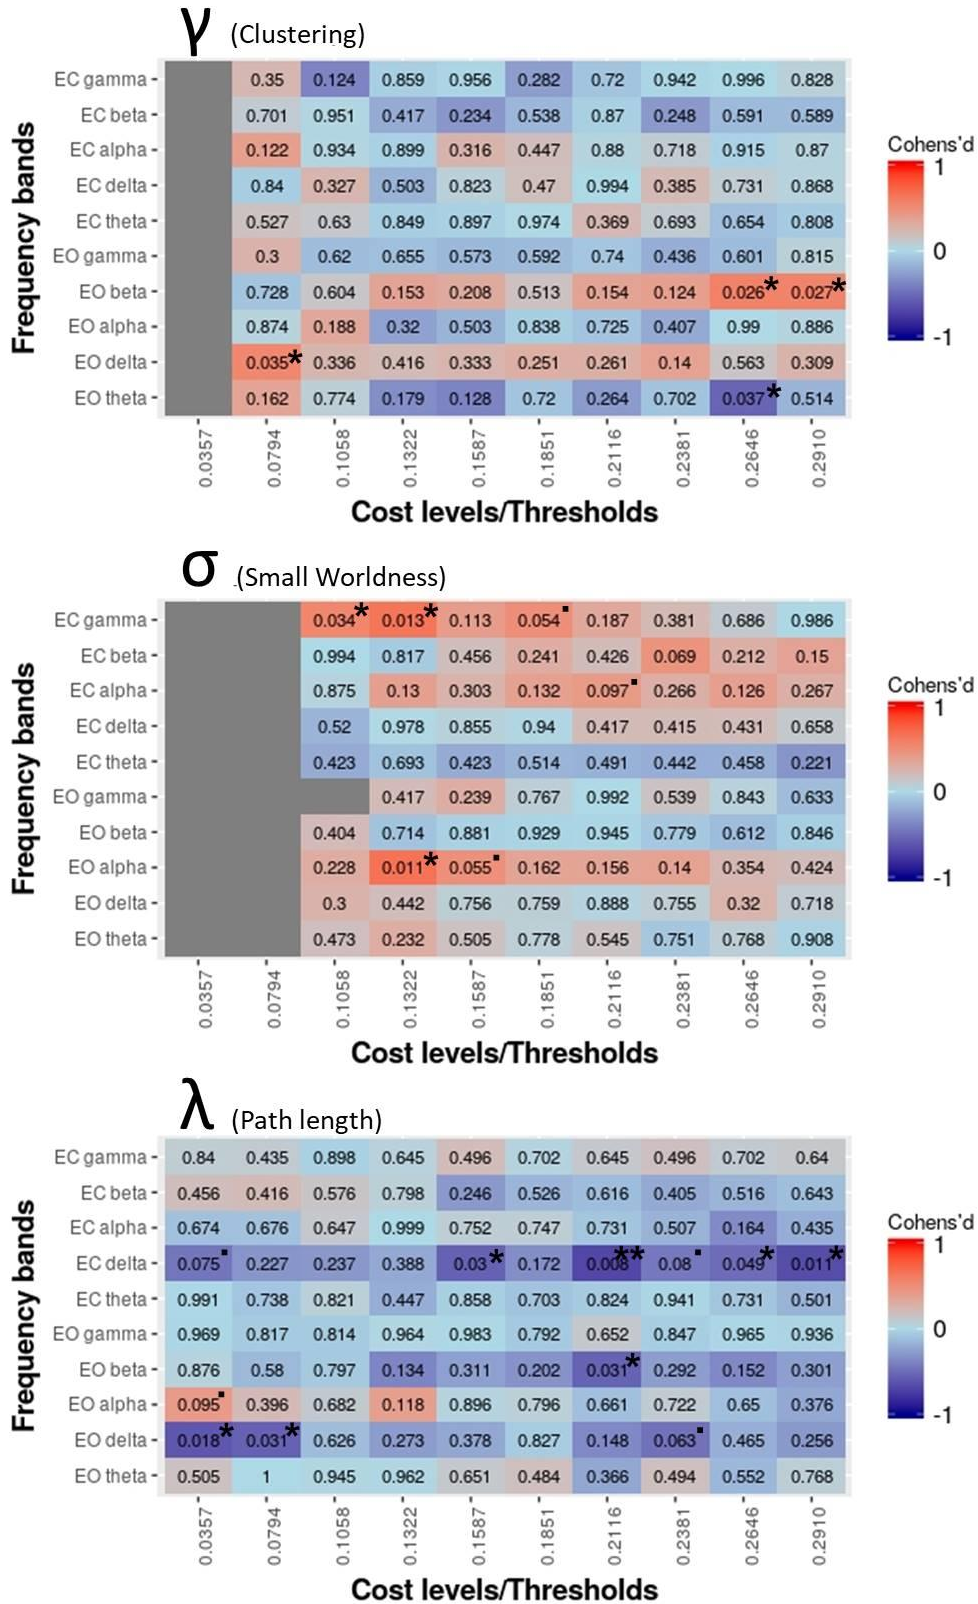 γ (Clustering)
EC gamma 0.35 0.124 0.859 0.956 0.282 0.72 0.942 0.996 0.828
EC beta 0.701 0.951 0.417 0.234 0.538 0.87 0.248 0.591 0.589
EC alpha 0.122 0.934 0.899 0.316 0.447 0.88 0.718 0.915 0.87
EC delta 0.84 0.327 0.503 0.823 0.47 0.994 0.385 0.731 0.868
EC theta 0.527 0.63 0.849 0.897 0.974 0.369 0.693 0.654 0.808
EO gamma 0.3 0.62 0.655 0.573 0.592 0.74 0.436 0.601 0.815
EO beta 0.728 0.604 0.153 0.208 0.513 0.154 0.124 0.026* 0.027*
EO alpha 0.874 0.188 0.32 0.503 0.838 0.725 0.407 0.99 0.886
EO delta 0.035* 0.336 0.416 0.333 0.251 0.261 0.14 0.563 0.309
EO theta 0.162 0.774 0.179 0.128 0.72 0.264 0.702 0.037* 0.514
0.0357 0.0794 0.1058 0.1322 0.1587 0.1851 0.2116 0.2381 0.2646 0.2910
Cost levels/Thresholds
Frequency bands
Cohens'd
1
0
-1
σ (Small Worldness)
EC gamma 0.034* 0.013* 0.113 0.054▪ 0.187 0.381 0.686 0.986
EC beta 0.994 0.817 0.456 0.241 0.426 0.069 0.212 0.15
EC alpha 0.875 0.13 0.303 0.132 0.097▪ 0.266 0.126 0.267
EC delta 0.52 0.978 0.855 0.94 0.417 0.415 0.431 0.658
EC theta 0.423 0.693 0.423 0.514 0.491 0.442 0.458 0.221
EO gamma 0.417 0.239 0.767 0.992 0.539 0.843 0.633
EO beta 0.404 0.714 0.881 0.929 0.945 0.779 0.612 0.846
EO alpha 0.228 0.011* 0.055▪ 0.162 0.156 0.14 0.354 0.424
EO delta 0.3 0.442 0.756 0.759 0.888 0.755 0.32 0.718
EO theta 0.473 0.232 0.505 0.778 0.545 0.751 0.768 0.908
0.0357 0.0794 0.1058 0.1322 0.1587 0.1851 0.2116 0.2381 0.2646 0.2910
Cost levels/Thresholds
Frequency bands
Cohens'd
1
0
-1
λ (Path length)
EC gamma 0.84 0.435 0.898 0.645 0.496 0.702 0.645 0.496 0.702 0.64
EC beta 0.456 0.416 0.576 0.798 0.246 0.526 0.616 0.405 0.516 0.643
EC alpha 0.674 0.676 0.647 0.999 0.752 0.747 0.731 0.507 0.164 0.435
EC delta 0.075▪ 0.227 0.237 0.388 0.03* 0.172 0.008** 0.08▪ 0.049* 0.011*
EC theta 0.991 0.738 0.821 0.447 0.858 0.703 0.824 0.941 0.731 0.501
EO gamma 0.969 0.817 0.814 0.964 0.983 0.792 0.652 0.847 0.965 0.936
EO beta 0.876 0.58 0.797 0.134 0.311 0.202 0.031* 0.292 0.152 0.301
EO alpha 0.095▪ 0.396 0.682 0.118 0.896 0.796 0.661 0.722 0.65 0.376
EO delta 0.018* 0.031* 0.626 0.273 0.378 0.827 0.148 0.063▪ 0.465 0.256
EO theta 0.505 1 0.945 0.962 0.651 0.484 0.366 0.494 0.552 0.768
0.0357 0.0794 0.1058 0.1322 0.1587 0.1851 0.2116 0.2381 0.2646 0.2910
Cost levels/Thresholds
Frequency bands
Cohens'd
1
0
-1